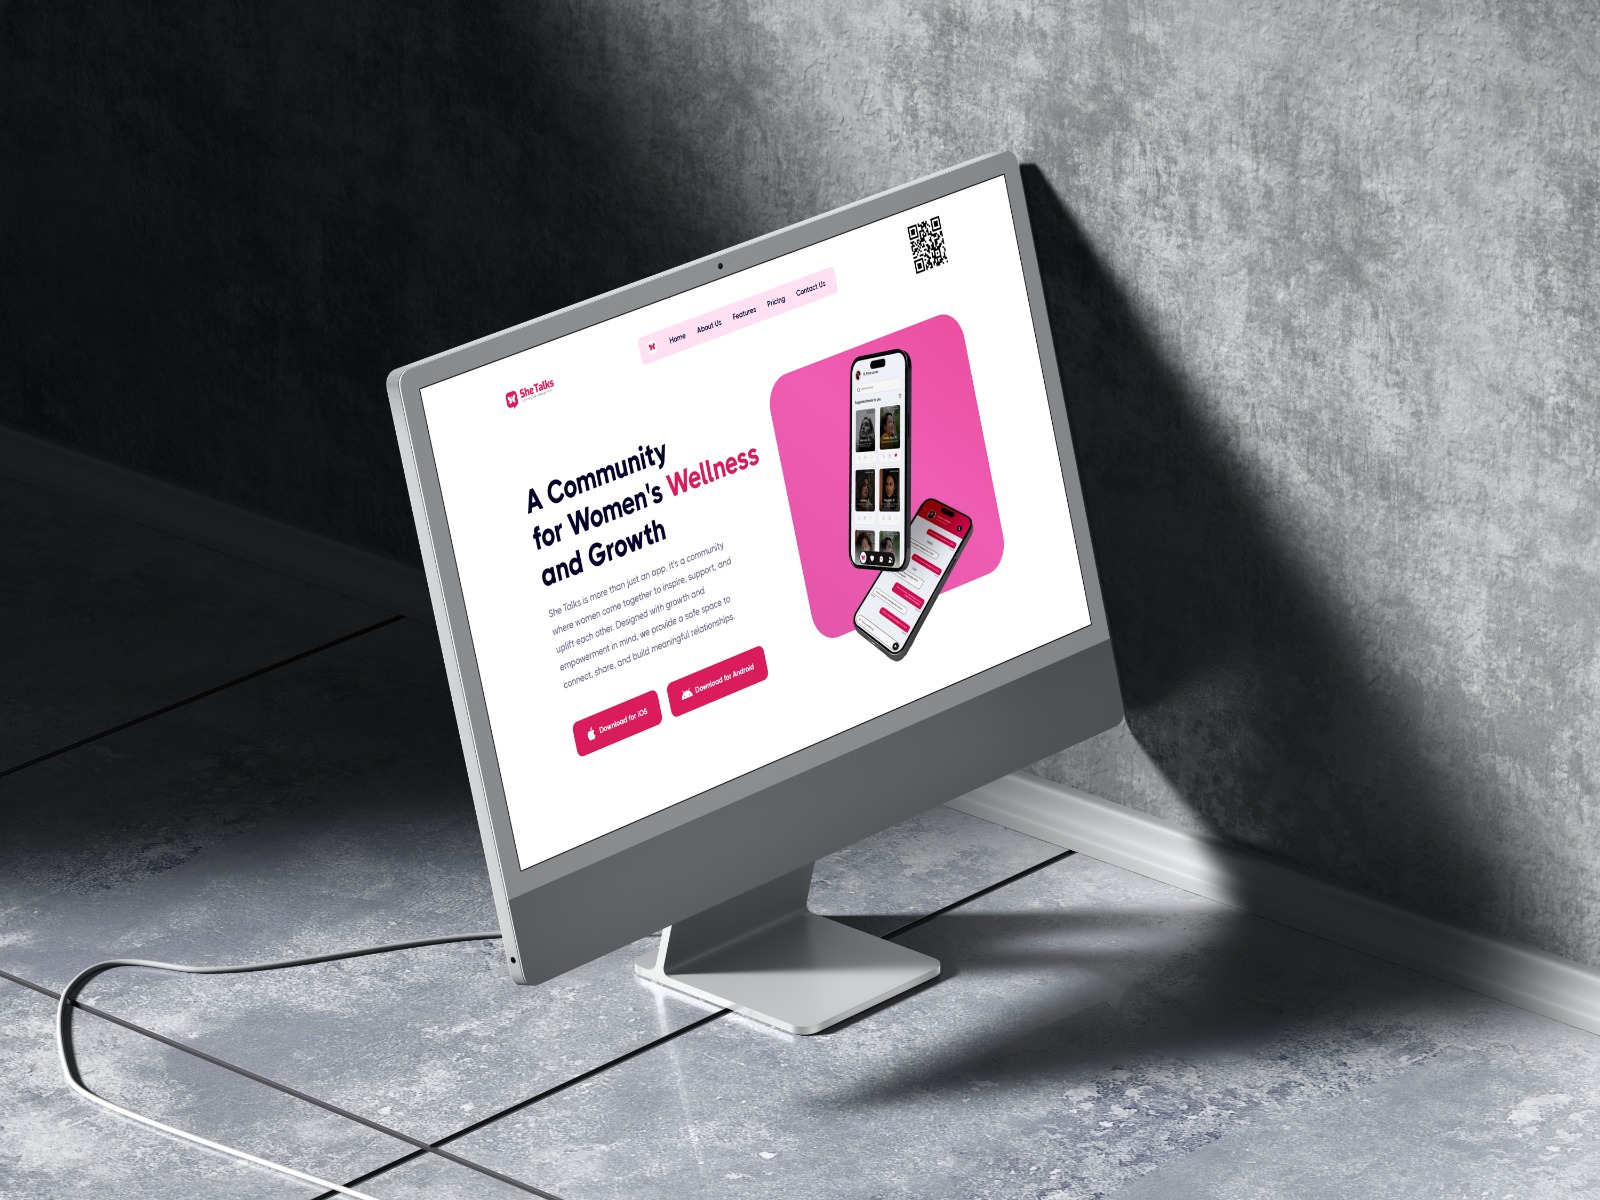 Home
About Us
Features
Pricing
Contact Us
She Talks
A Community
for Women's Wellness
and Growth
She Talks is more than just an app. it's a community
where women come together to inspire, support, and
uplift each other. Designed with growth and
empowerment in mind, we provide a safe space to
connect, share, and build meaningful relationships.
Download for iOS
Download for Android